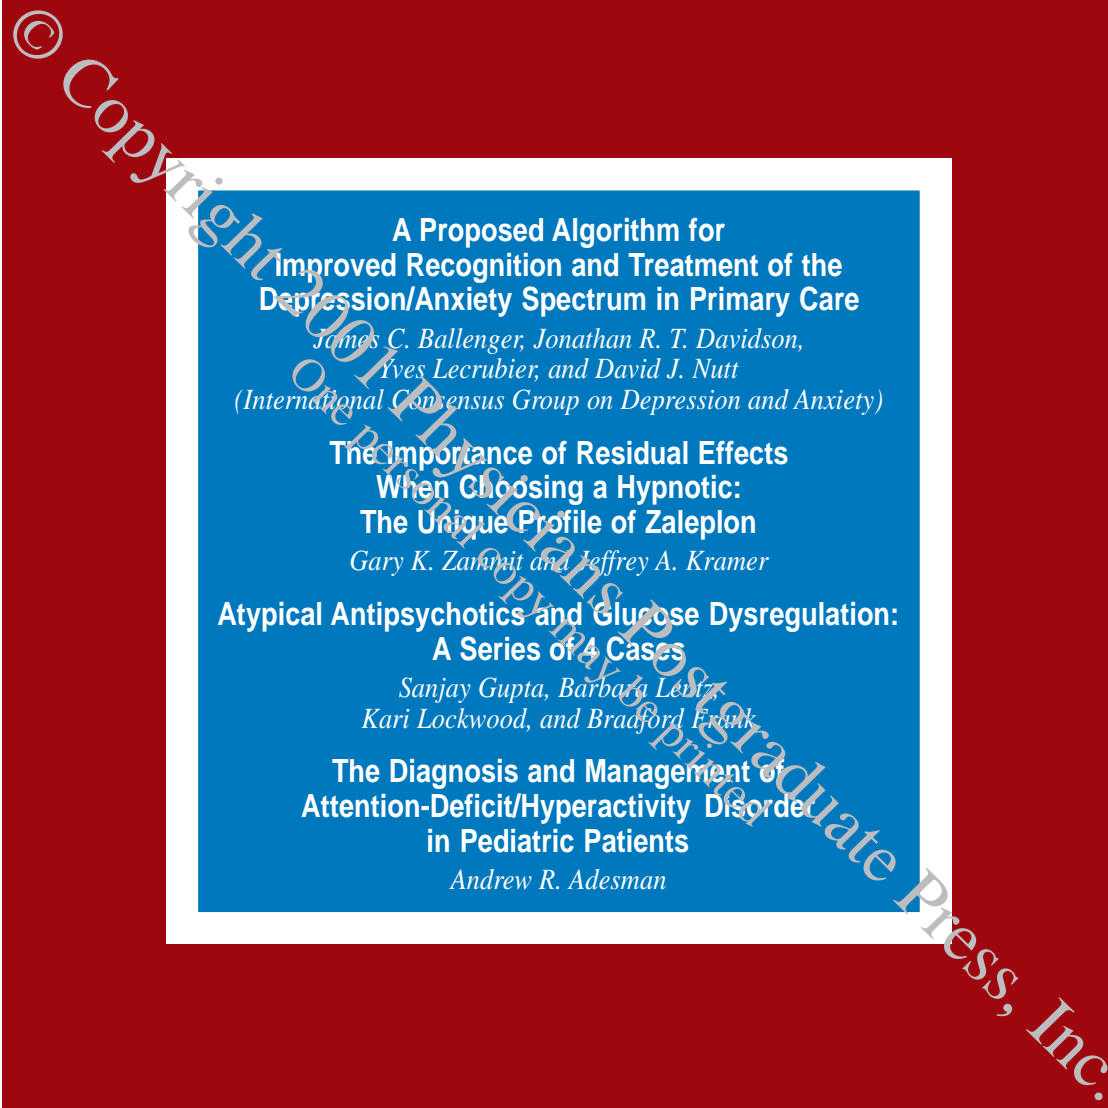 A Proposed Algorithm for
Improved Recognition and Treatment of the
Depression/Anxiety Spectrum in Primary Care
James C. Ballenger, Jonathan R. T. Davidson,
Yves Lecrubier, and David J. Nutt
(International Consensus Group on Depression and Anxiety)
The Importance of Residual Effects
When Choosing a Hypnotic:
The Unique Profile of Zaleplon
Gary K. Zammit and Jeffrey A. Kramer
Atypical Antipsychotics and Glucose Dysregulation:
A Series of 4 Cases
Sanjay Gupta, Barbara Lentz,
Kari Lockwood, and Bradford Frank
The Diagnosis and Management of
Attention-Deficit/Hyperactivity Disorder
in Pediatric Patients
Andrew R. Adesman
© Copyright 2001 Physicians Postgraduate Press, Inc.
One personal copy may be printed